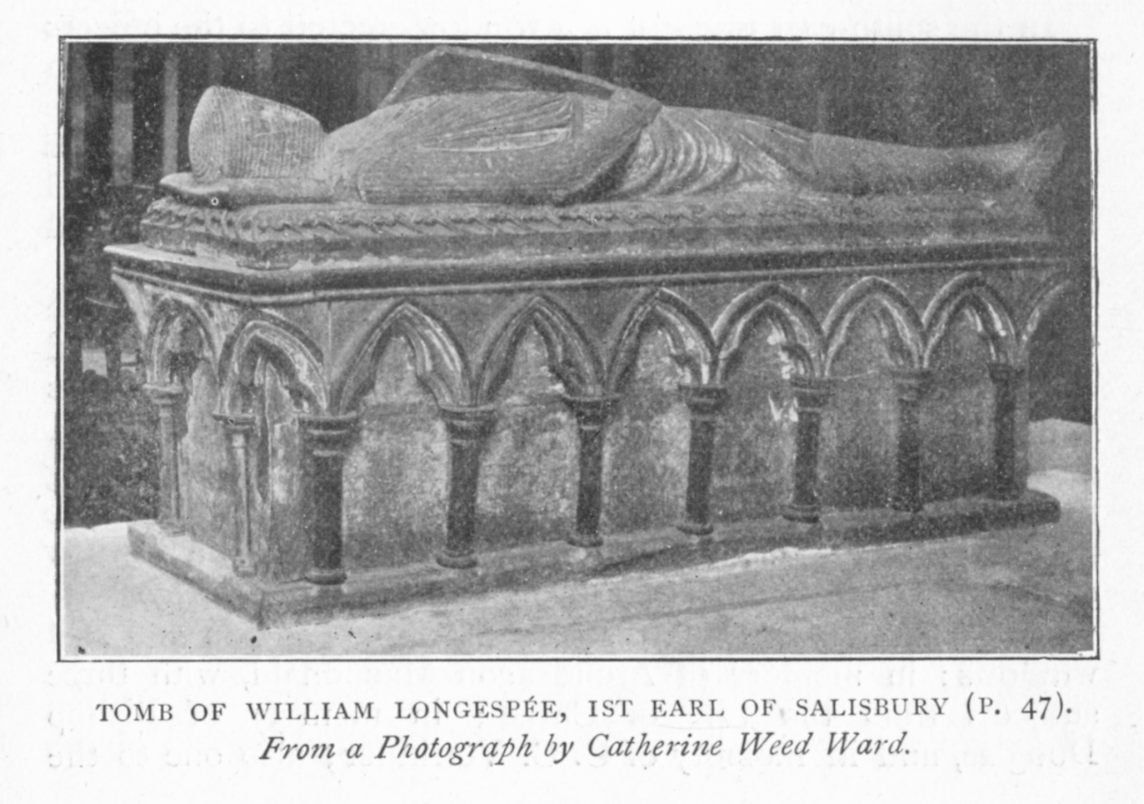 TOMB OF WILLIAM LONGESPÉE, 1ST EARL OF SALISBURY (P. 47).
From a Photograph by Catherine Weed Ward.